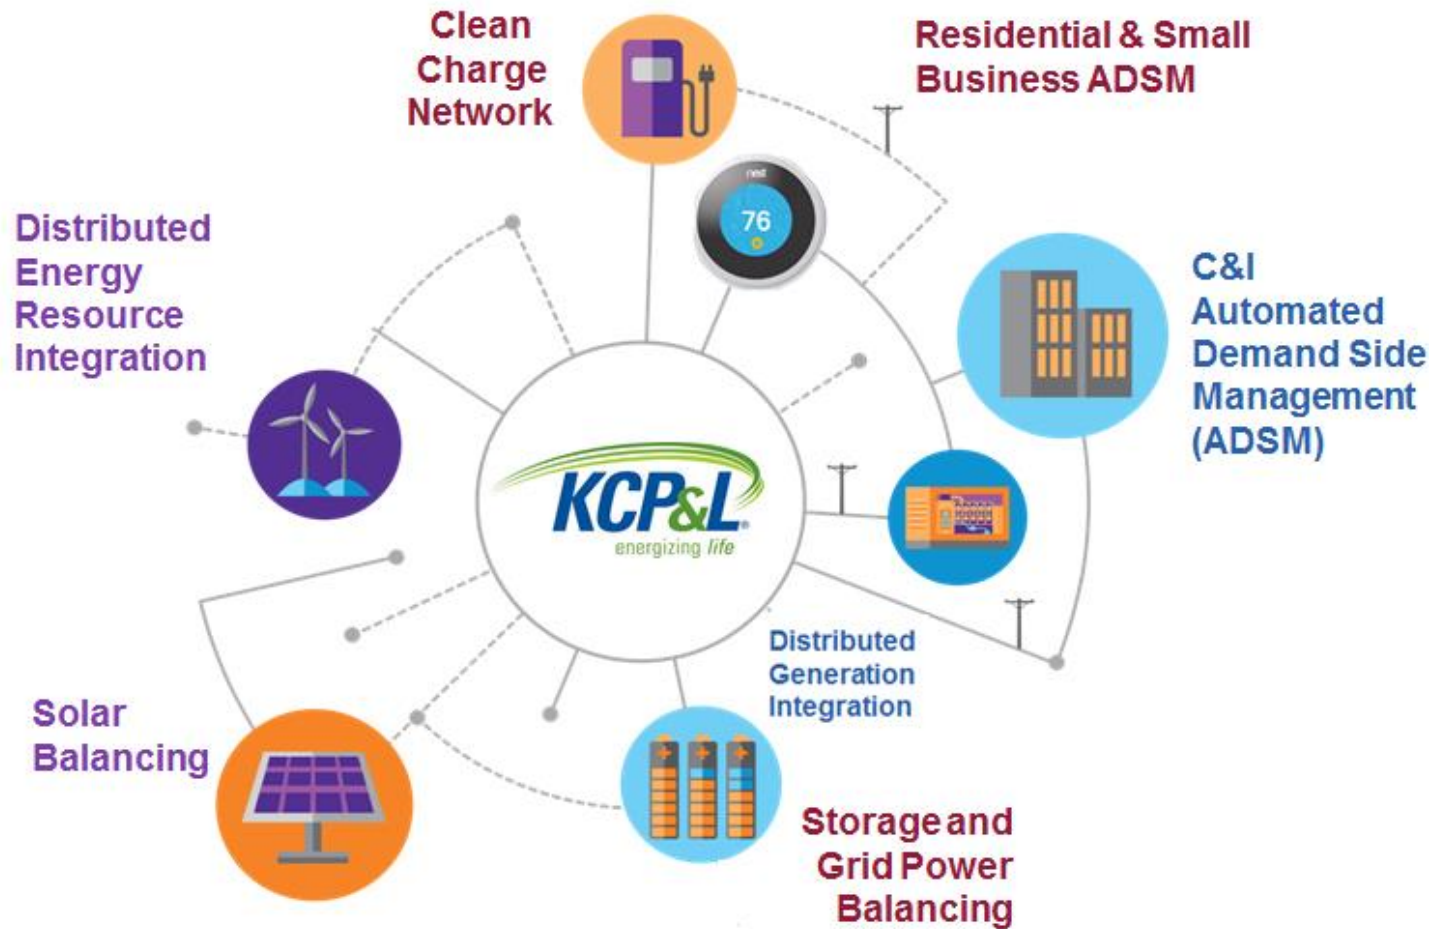 Clean
Charge
Network
Residential & Small
Business ADSM
nest
76
Distributed
Energy
Resource
Integration
C&I
Automated
Demand Side
Management
(ADSM)
KCP&L®
energizing life
Distributed
Generation
Integration
Solar
Balancing
+ + +
Storage and
Grid Power
Balancing